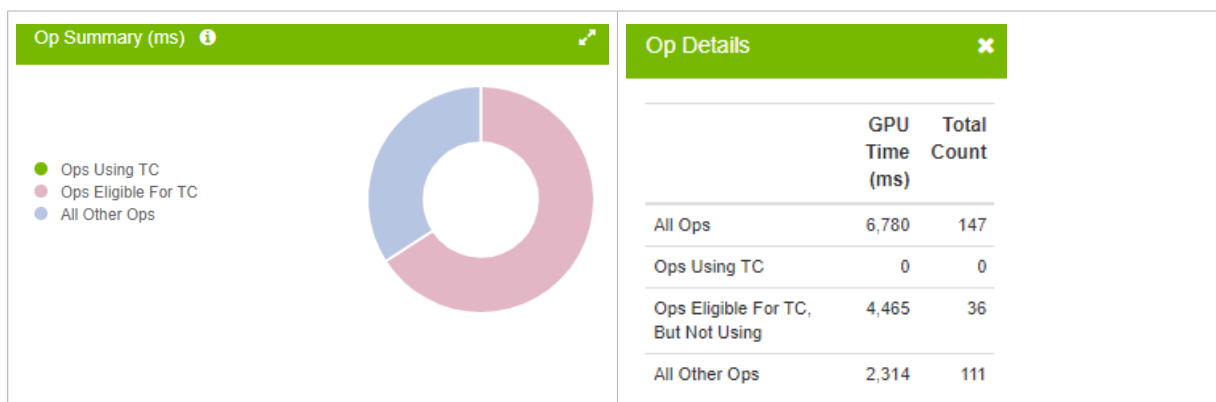 Op Summary (ms)
Ops Using TC
Ops Eligible For TC
All Other Ops
Op Details
GPU Time (ms) Total Count
All Ops 6,780 147
Ops Using TC 0 0
Ops Eligible For TC, 4,465 36
But Not Using
All Other Ops 2,314 111